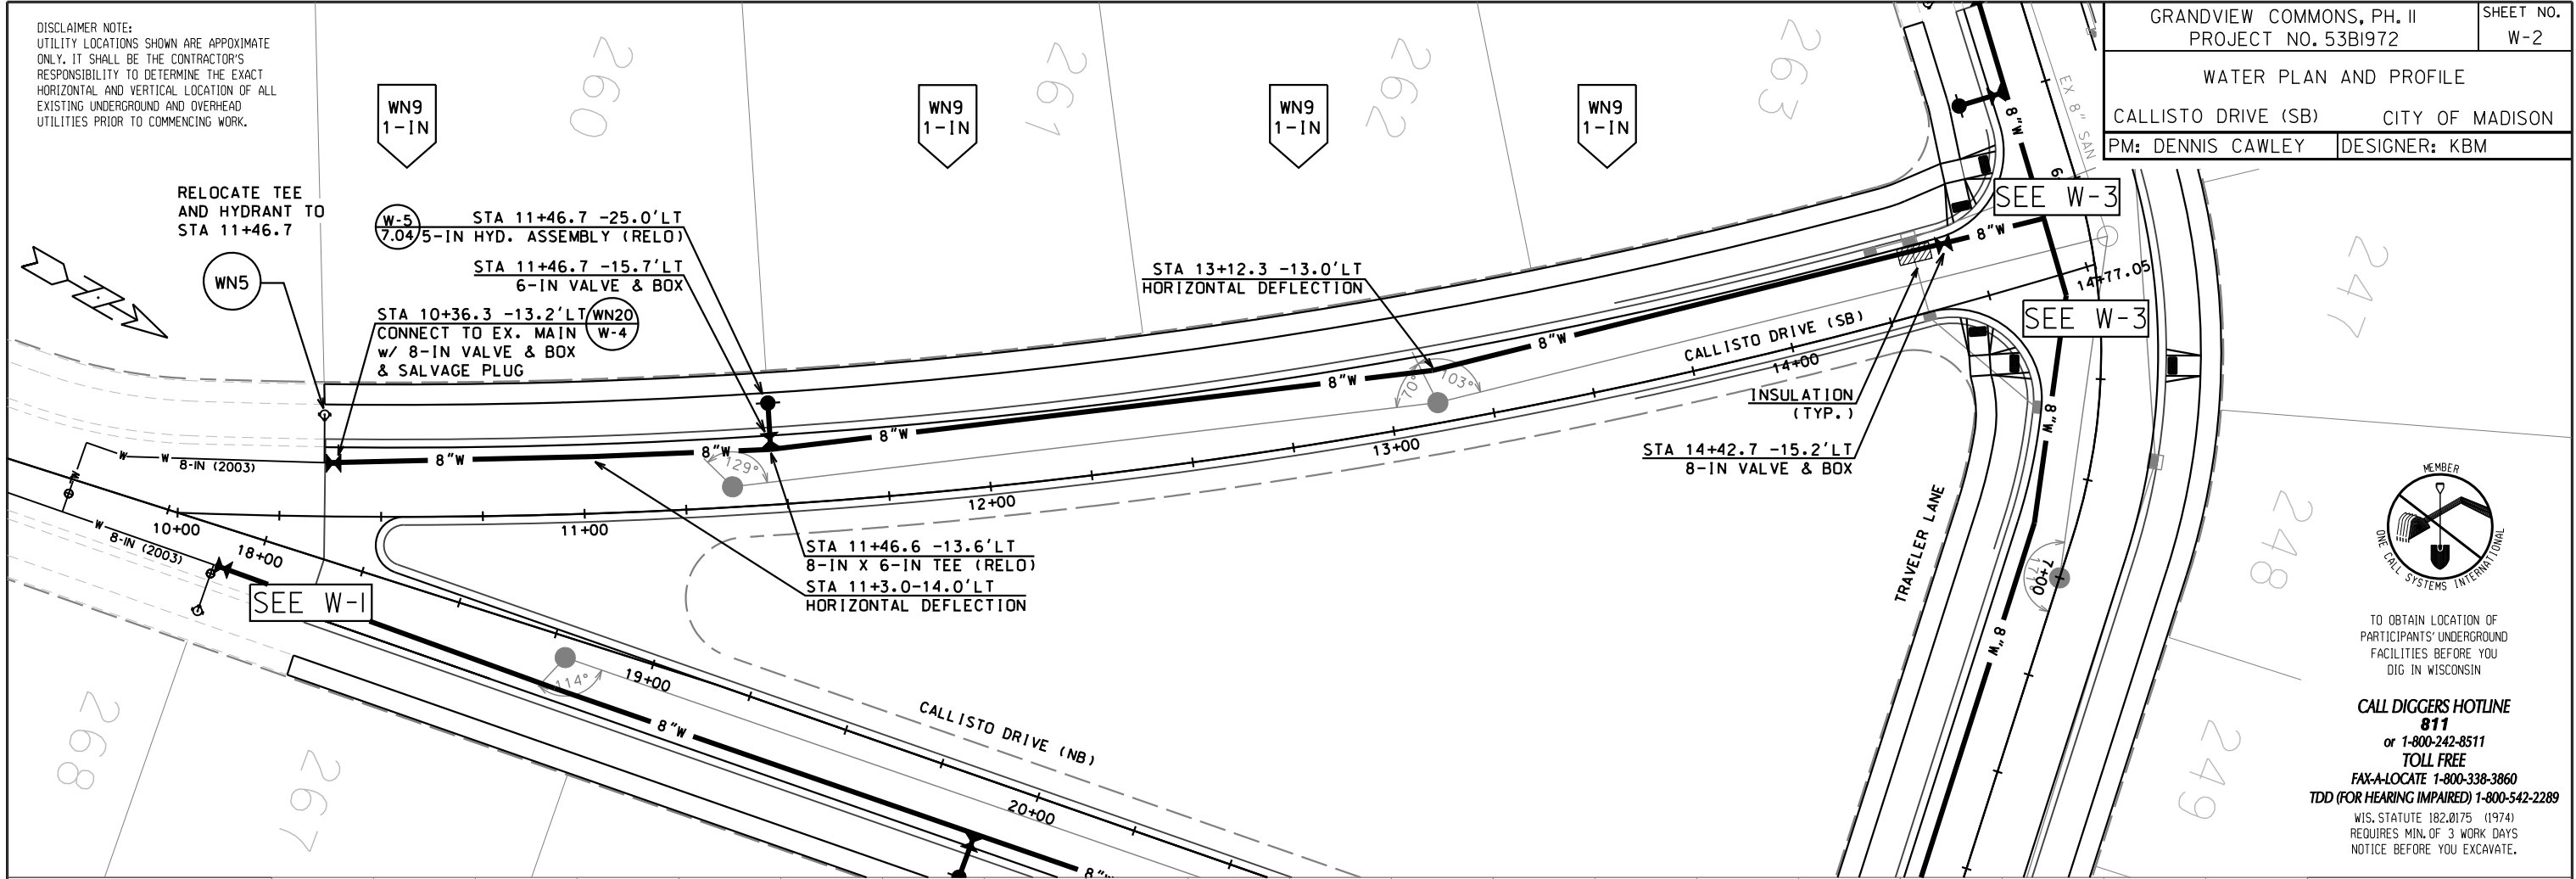 DISCLAIMER NOTE:
UTILITY LOCATIONS SHOWN ARE APPOXIMATE
ONLY. IT SHALL BE THE CONTRACTOR'S
RESPONSIBILITY TO DETERMINE THE EXACT
HORIZONTAL AND VERTICAL LOCATION OF ALL
EXISTING UNDERGROUND AND OVERHEAD
UTILITIES PRIOR TO COMMENCING WORK.
GRANDVIEW COMMONS, PH. II
PROJECT NO. 53B1972
SHEET NO.
W-2
WATER PLAN AND PROFILE
CALLISTO DRIVE (SB) CITY OF MADISON
PM: DENNIS CAWLEY DESIGNER: KBM
260
261
262
263
WN9
1-IN
WN9
1-IN
WN9
1-IN
WN9
1-IN
EX 8" SAN
8"W
SEE W-3
8"W
14+77.05
SEE W-3
RELOCATE TEE
AND HYDRANT TO
STA 11+46.7
WN5
W-5
7.04
STA 11+46.7 -25.0'LT
5-IN HYD. ASSEMBLY (RELO)
STA 11+46.7 -15.7'LT
6-IN VALVE & BOX
STA 10+36.3 -13.2'LT
CONNECT TO EX. MAIN
w/ 8-IN VALVE & BOX
& SALVAGE PLUG
WN20
W-4
STA 13+12.3 -13.0'LT
HORIZONTAL DEFLECTION
CALLISTO DRIVE (SB)
8"W
8"W
8"W
8"W
8"W
70°
103°
129°
14+00
13+00
12+00
11+00
10+00
18+00
INSULATION
(TYP.)
STA 14+42.7 -15.2'LT
8-IN VALVE & BOX
W
W
8-IN (2003)
W
8-IN (2003)
STA 11+46.6 -13.6'LT
8-IN X 6-IN TEE (RELO)
STA 11+3.0-14.0'LT
HORIZONTAL DEFLECTION
SEE W-1
114°
19+00
8"W
CALLISTO DRIVE (NB)
20+00
TRAVELER LANE
8"W
8"W
7+00
171°
268
267
247
248
249
MEMBER
ONE CALL SYSTEMS INTERNATIONAL
TO OBTAIN LOCATION OF
PARTICIPANTS' UNDERGROUND
FACILITIES BEFORE YOU
DIG IN WISCONSIN
CALL DIGGERS HOTLINE
811
or 1-800-242-8511
TOLL FREE
FAX-A-LOCATE 1-800-338-3860
TDD (FOR HEARING IMPAIRED) 1-800-542-2289
WIS. STATUTE 182.0175 (1974)
REQUIRES MIN. OF 3 WORK DAYS
NOTICE BEFORE YOU EXCAVATE.